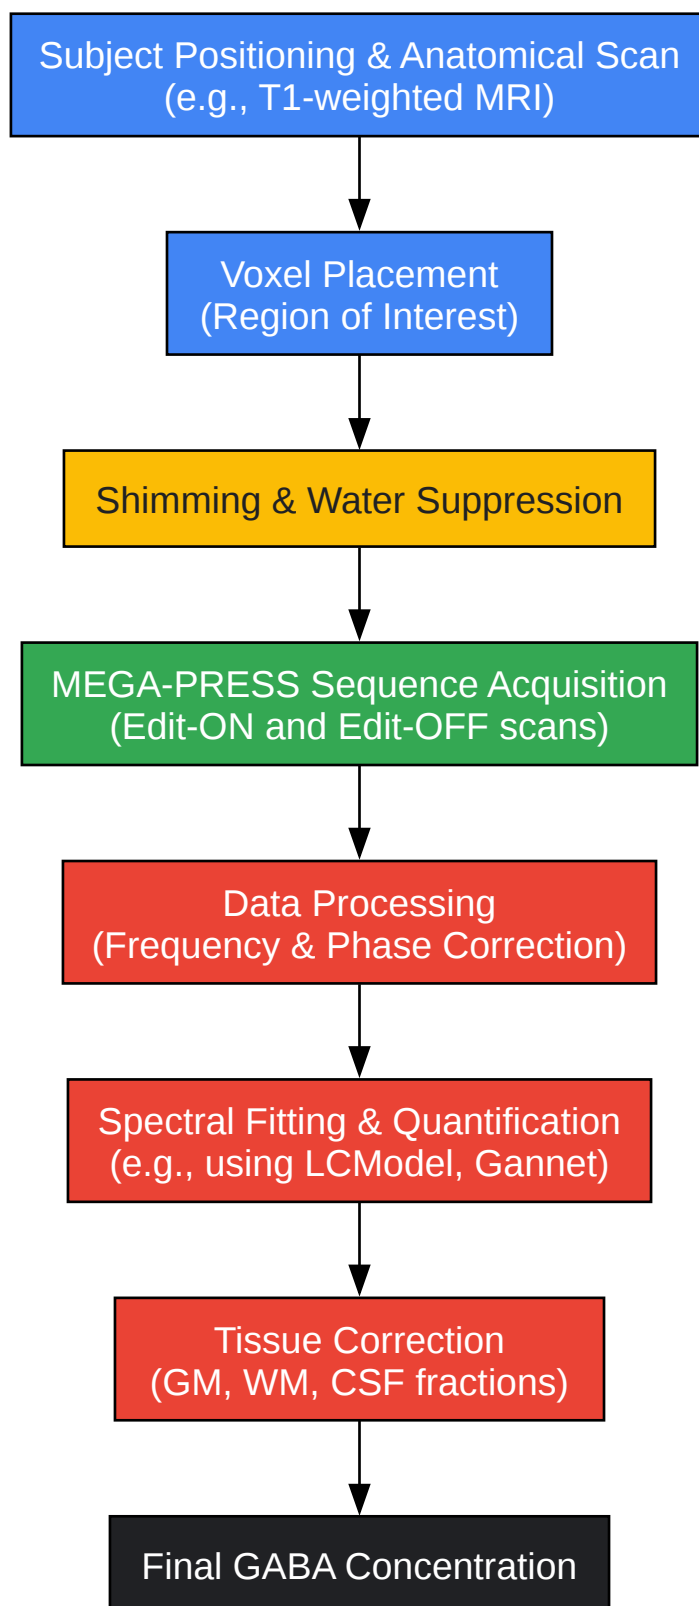 Subject Positioning & Anatomical Scan
(e.g., T1-weighted MRI)
Voxel Placement
(Region of Interest)
Shimming & Water Suppression
MEGA-PRESS Sequence Acquisition
(Edit-ON and Edit-OFF scans)
Data Processing
(Frequency & Phase Correction)
Spectral Fitting & Quantification
(e.g., using LCModel, Gannet)
Tissue Correction
(GM, WM, CSF fractions)
Final GABA Concentration